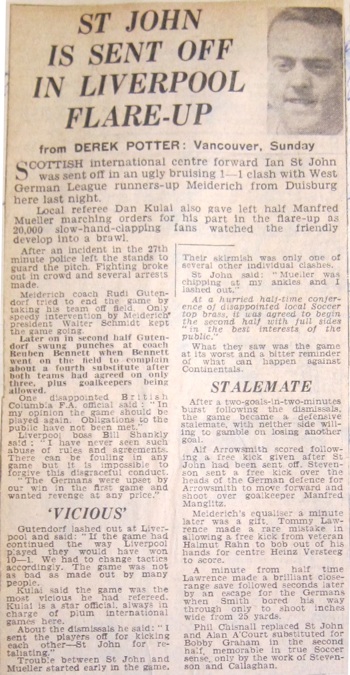 ST JOHN
IS SENT OFF
IN LIVERPOOL
FLARE-UP
from DEREK POTTER: Vancouver, Sunday
SCOTTISH international centre forward Ian St John
was sent off in an ugly bruising 1—1 clash with West
German League runners-up Meiderich from Duisburg
here last night.
Local referee Dan Kulai also gave left half Manfred
Mueller marching orders for his part in the flare-up as
20,000 slow-hand-clapping fans watched the friendly
develop into a brawl.
After an incident in the 27th
minute police left the stands to
guard the pitch. Fighting broke
out in crowd and several arrests
made.
Meiderich coach Rudi Guten-
dorf tried to end the game by
taking his team off field. Only
speedy intervention by Meiderich
president Walter Schmidt kept
the game going.
Later on in second half Guten-
dorf swung punches at coach
Reuben Bennett when Bennett
went on the field to complain
about a fourth substitute after
both teams had agreed on only
three, plus goalkeepers being
allowed.
One disappointed British
Columbia F.A. official said: "In
my opinion the game should be
played again. Obligations to the
public have not been met."
Liverpool boss Bill Shankly
said: "I have never seen such
abuse of rules and agreements.
There can be fouling in any
game but it is impossible to
forgive this disgraceful conduct.
"The Germans were upset by
our win in the first game and
wanted revenge at any price."
'VICIOUS'
Gutendorf lashed out at Liver-
pool and said: "If the game had
continued the way Liverpool
played they would have won
10—1. We had to change tactics
accordingly. The game was not
as bad as made out by many
people.
Kulai said the game was the
most vicious he had refereed.
Kulai is a star official, always in
charge of plum international
games here.
About the dismissals he said: "I
sent the players off for kicking
each other—St John for re-
taliating."
Trouble between St John and
Mueller started early in the game.
Their skirmish was only one of
several other individual clashes.
St John said: "Mueller was
chipping at my ankles and I
lashed out."
At a hurried half-time confer-
ence of disappointed local Soccer
top brass, it was agreed to begin
the second half with full sides
"in the best interests of the
public."
What they saw was the game
at its worst and a bitter reminder
of what can happen against
Continentals.
STALEMATE
After a two-goals-in-two-minutes
burst following the dismissals,
the game became a defensive
stalemate, with neither side will-
ing to gamble on losing another
goal.
Alf Arrowsmith scored follow-
ing a free kick given after St
John had been sent off. Steven-
son sent a free kick over the
heads of the German defence for
Arrowsmith to move forward and
shoot over goalkeeper Manfred
Manglitz.
Meiderich's equaliser a minute
later was a gift. Tommy Law-
rence made a rare mistake in
allowing a free kick from veteran
Halmut Rahn to bob out of his
hands for centre Heinz Versteeg
to score.
A minute from half time
Lawrence made a brilliant close-
range save followed seconds later
by an escape for the Germans
when Smith bored his way
through only to shoot inches
wide from 25 yards.
Phil Chisnall replaced St John
and Alan A'Court substituted for
Bobby Graham in the second
half, memorable in true Soccer
sense, only by the work of Steven-
son and Callaghan.